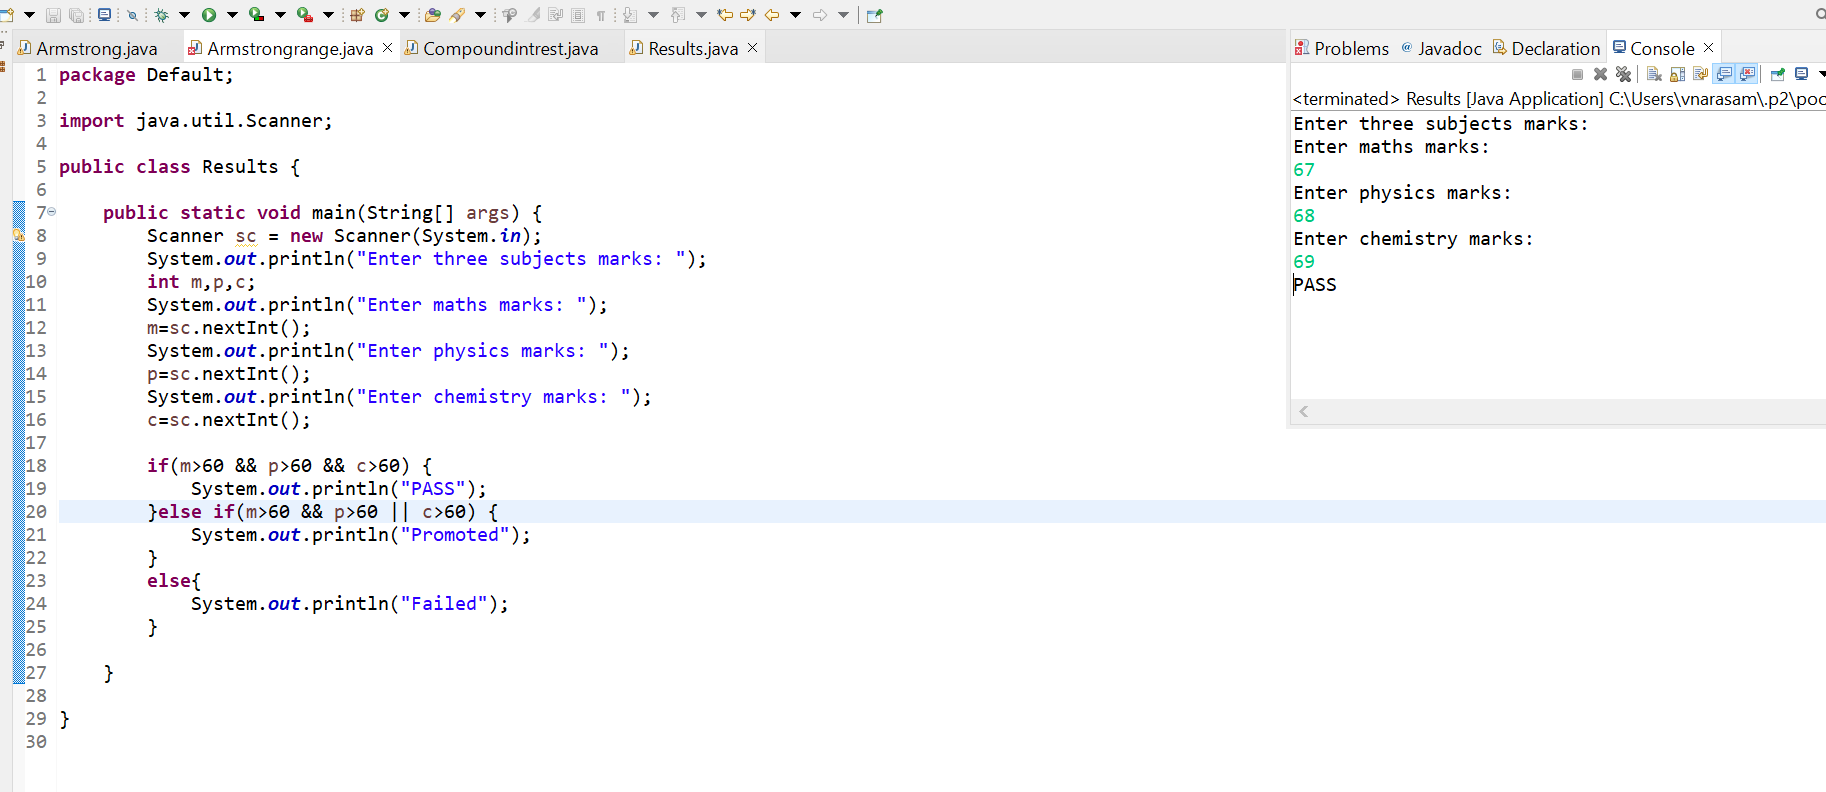 Armstrong.java Armstrongrange.java Compoundintrest.java Results.java
1 package Default;
2
3 import java.util.Scanner;
4
5 public class Results {
6
7 public static void main(String[] args) {
8 Scanner sc = new Scanner(System.in);
9 System.out.println("Enter three subjects marks: ");
10 int m,p,c;
11 System.out.println("Enter maths marks: ");
12 m=sc.nextInt();
13 System.out.println("Enter physics marks: ");
14 p=sc.nextInt();
15 System.out.println("Enter chemistry marks: ");
16 c=sc.nextInt();
17
18 if(m>60 && p>60 && c>60) {
19 System.out.println("PASS");
20 }else if(m>60 && p>60 || c>60) {
21 System.out.println("Promoted");
22 }
23 else{
24 System.out.println("Failed");
25 }
26
27 }
28
29 }
30
Problems @ Javadoc Declaration Console
<terminated> Results [Java Application] C:\Users\vnarasam\.p2\poo
Enter three subjects marks:
Enter maths marks:
67
Enter physics marks:
68
Enter chemistry marks:
69
PASS